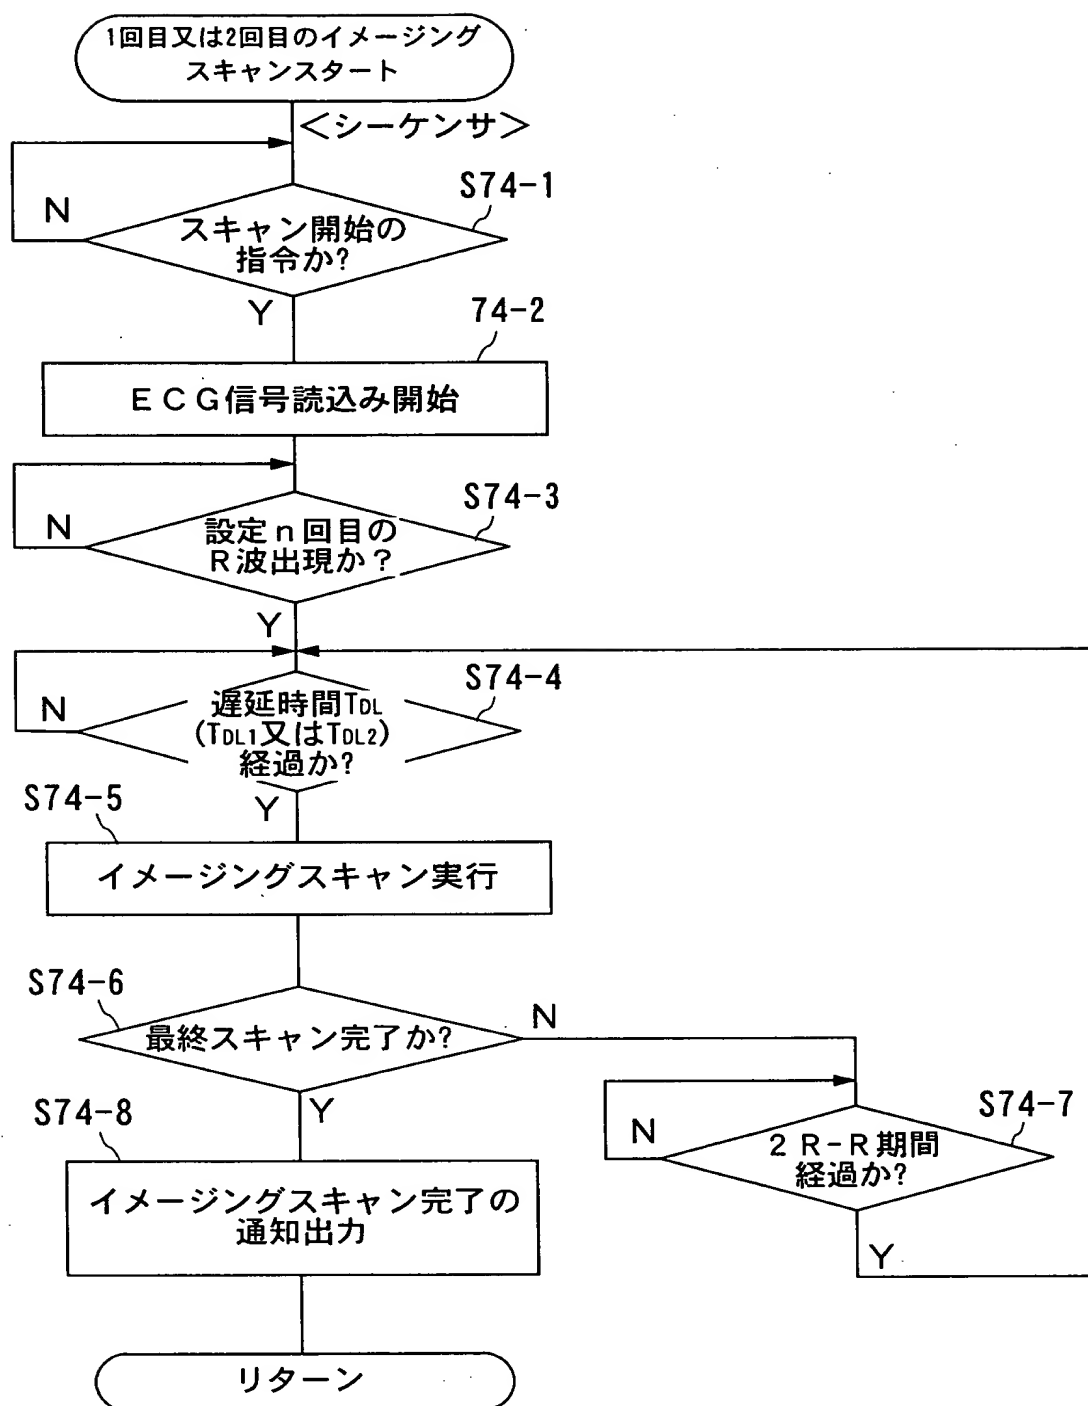 1回目又は2回目のイメージング
スキャンスタート
＜シーケンサ＞
S74-1
N
スキャン開始の
指令か?
Y
74-2
ＥＣＧ信号読込み開始
S74-3
N
設定ｎ回目の
Ｒ波出現か？
Y
S74-4
N
遅延時間TDL
(TDL1又はTDL2)
経過か?
Y
S74-5
イメージングスキャン実行
S74-6
最終スキャン完了か?
N
Y
S74-7
N
２Ｒ-Ｒ期間
経過か?
Y
S74-8
イメージングスキャン完了の
通知出力
リターン